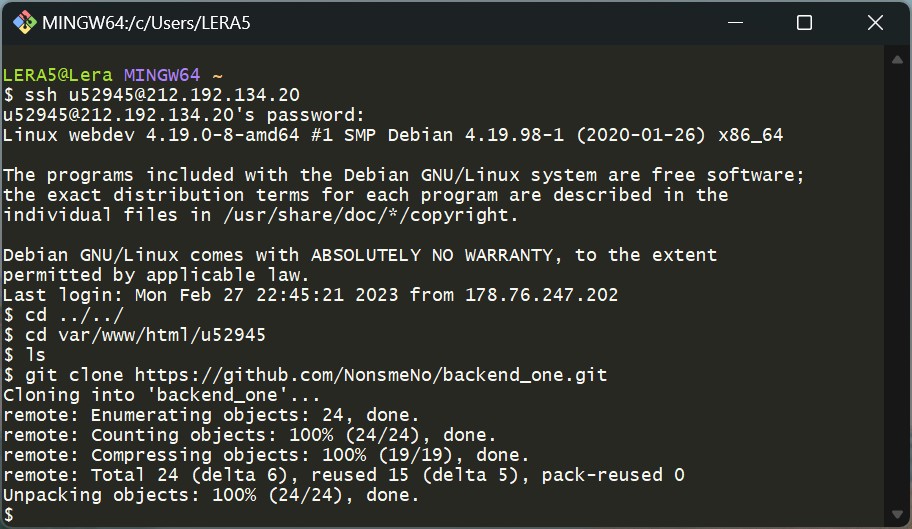 MINGW64:/c/Users/LERA5
LERA5@Lera MINGW64 ~
$ ssh u52945@212.192.134.20
u52945@212.192.134.20's password:
Linux webdev 4.19.0-8-amd64 #1 SMP Debian 4.19.98-1 (2020-01-26) x86_64
The programs included with the Debian GNU/Linux system are free software;
the exact distribution terms for each program are described in the
individual files in /usr/share/doc/*/copyright.
Debian GNU/Linux comes with ABSOLUTELY NO WARRANTY, to the extent
permitted by applicable law.
Last login: Mon Feb 27 22:45:21 2023 from 178.76.247.202
$ cd ../../
$ cd var/www/html/u52945
$ ls
$ git clone https://github.com/NonsmeNo/backend_one.git
Cloning into 'backend_one'...
remote: Enumerating objects: 24, done.
remote: Counting objects: 100% (24/24), done.
remote: Compressing objects: 100% (19/19), done.
remote: Total 24 (delta 6), reused 15 (delta 5), pack-reused 0
Unpacking objects: 100% (24/24), done.
$